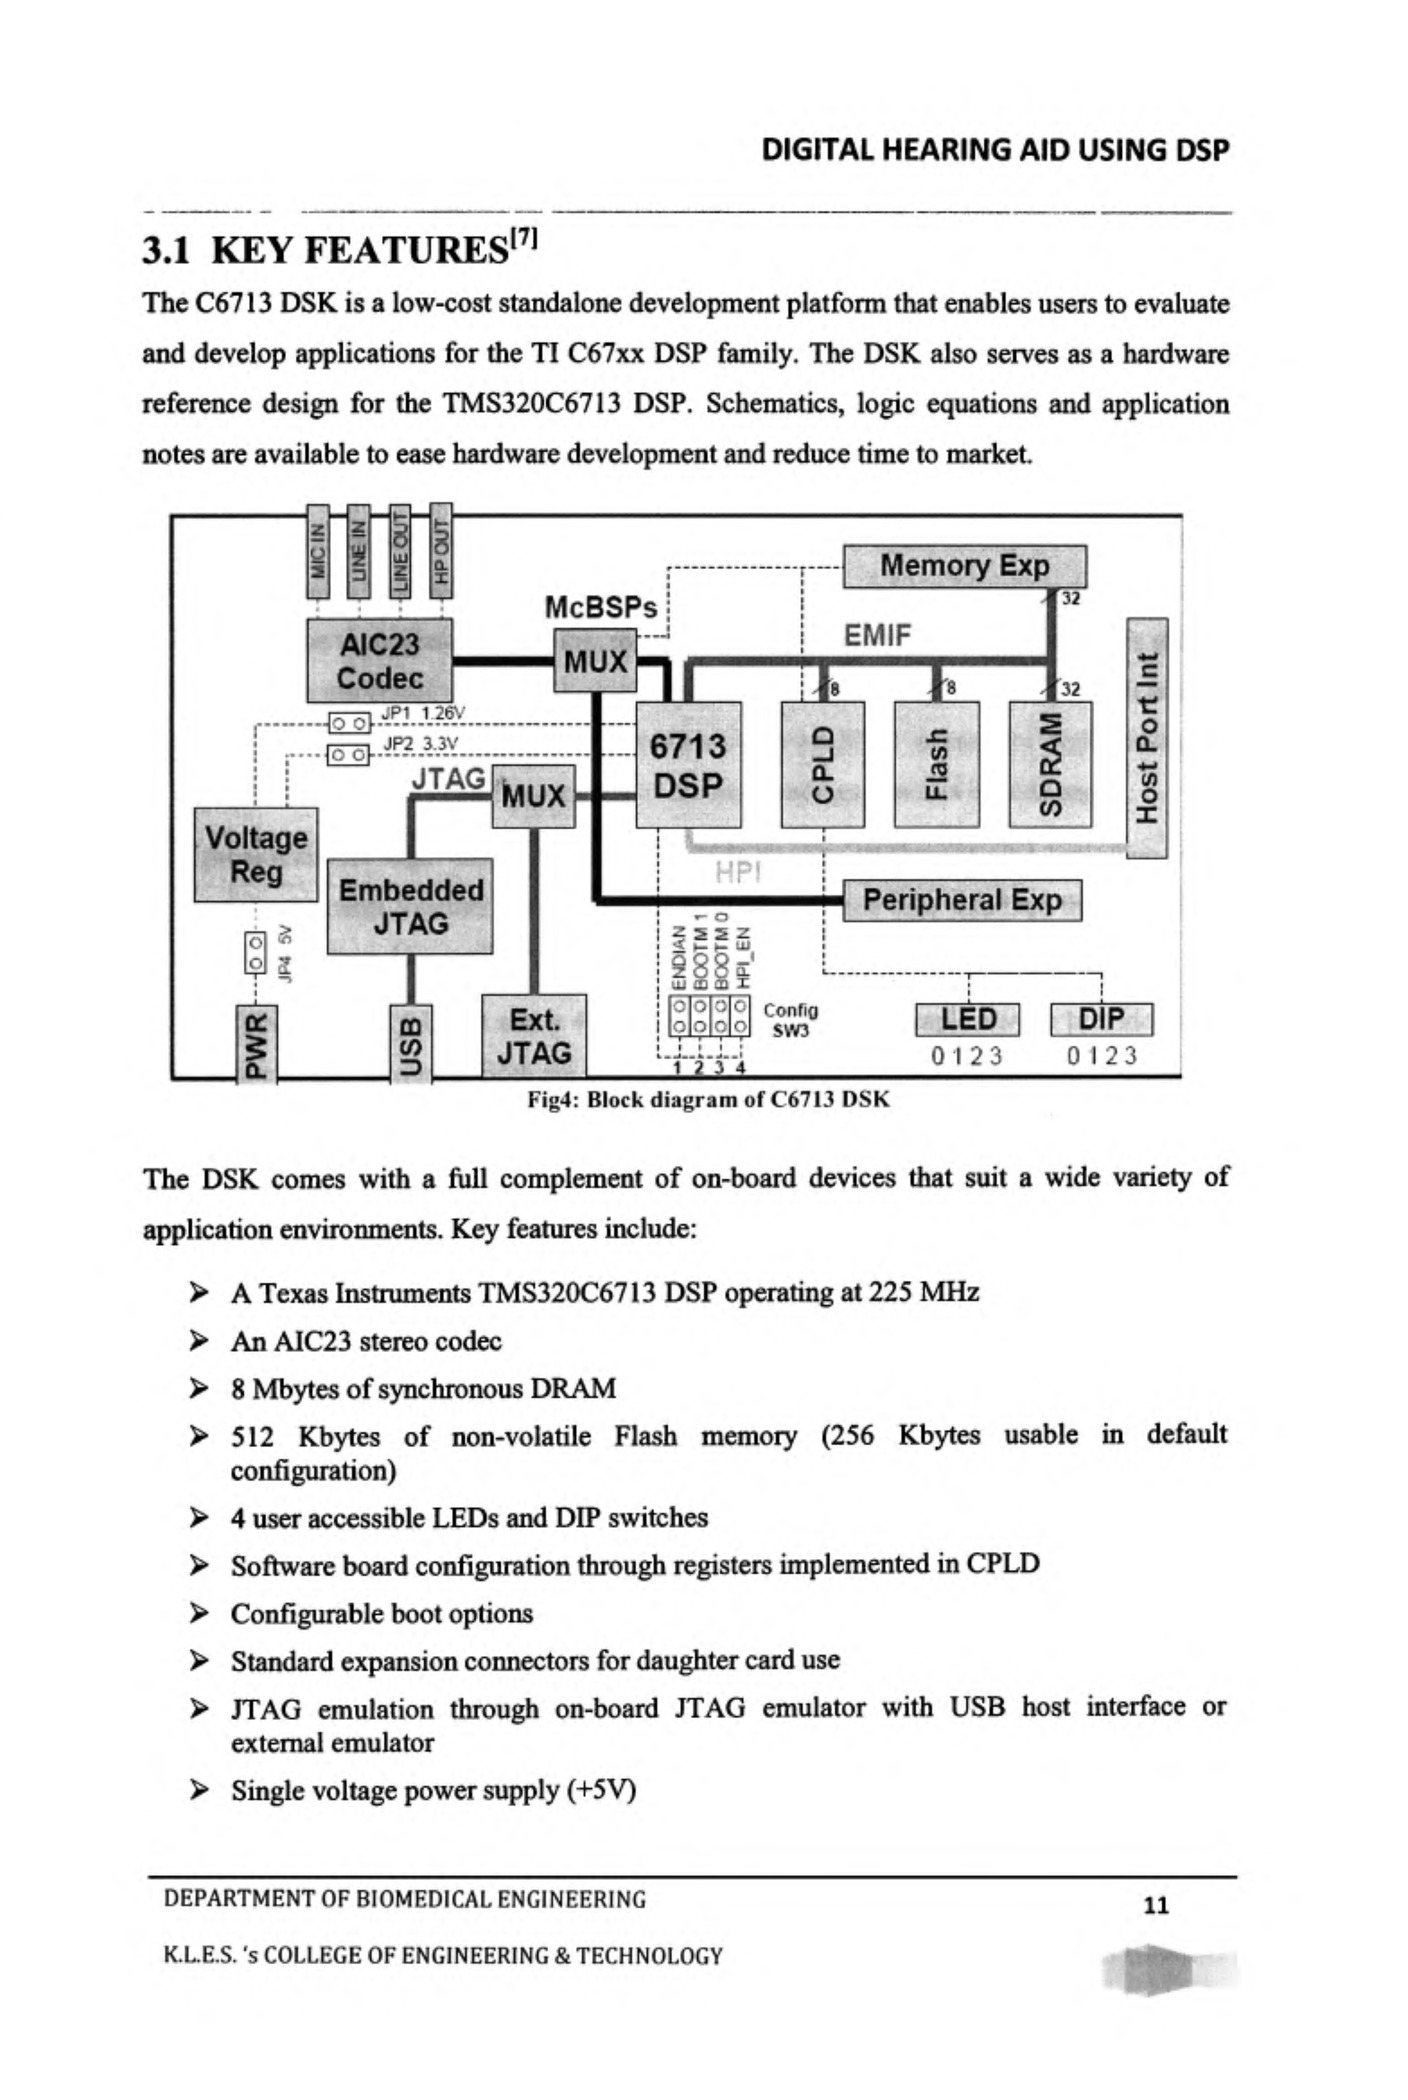 DIGITAL HEARING AID USING DSP
3.1 KEY FEATURES[7]
The C6713 DSK is a low-cost standalone development platform that enables users to evaluate
and develop applications for the TI C67xx DSP family. The DSK also serves as a hardware
reference design for the TMS320C6713 DSP. Schematics, logic equations and application
notes are available to ease hardware development and reduce time to market.
MIC IN
LINE IN
LINE OUT
HP OUT
Memory Exp
32
McBSPs
EMIF
AIC23
Codec
MUX
8
8
32
JP1 1.26V
JP2 3.3V
6713
DSP
CPLD
Flash
SDRAM
Host Port Int
JTAG
MUX
Voltage
Reg
HPI
Embedded
JTAG
Peripheral Exp
JP4 5V
ENDIAN
BOOTM 1
BOOTM 0
HPI_EN
Config
SW3
1 2 3 4
PWR
USB
Ext.
JTAG
LED
DIP
0 1 2 3
0 1 2 3
Fig4: Block diagram of C6713 DSK
The DSK comes with a full complement of on-board devices that suit a wide variety of
application environments. Key features include:
➢ A Texas Instruments TMS320C6713 DSP operating at 225 MHz
➢ An AIC23 stereo codec
➢ 8 Mbytes of synchronous DRAM
➢ 512 Kbytes of non-volatile Flash memory (256 Kbytes usable in default
configuration)
➢ 4 user accessible LEDs and DIP switches
➢ Software board configuration through registers implemented in CPLD
➢ Configurable boot options
➢ Standard expansion connectors for daughter card use
➢ JTAG emulation through on-board JTAG emulator with USB host interface or
external emulator
➢ Single voltage power supply (+5V)
DEPARTMENT OF BIOMEDICAL ENGINEERING
11
K.L.E.S. 's COLLEGE OF ENGINEERING & TECHNOLOGY